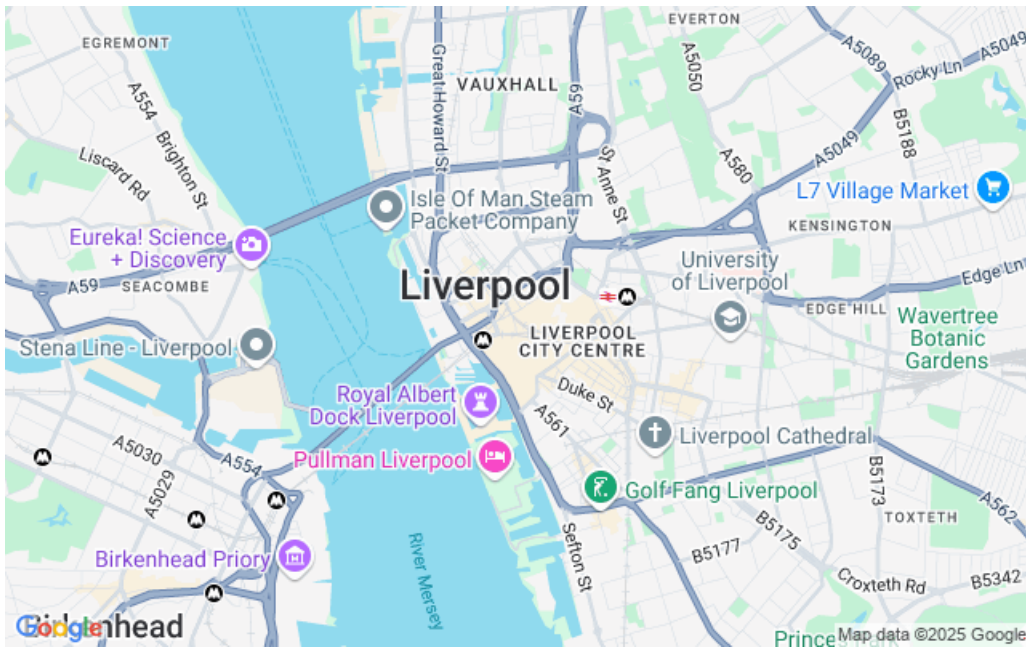 EVERTON
EGREMONT
A5089
A5049
Rocky Ln
Great Howard St
VAUXHALL
A59
A5050
A554
Brighton St
B5188
A5049
Liscard Rd
St Anne St
A580
L7 Village Market
Isle Of Man Steam
Packet Company
KENSINGTON
Eureka! Science
+ Discovery
University
of Liverpool
Edge Ln
A59
SEACOMBE
Liverpool
EDGE HILL
Wavertree
Botanic
Gardens
LIVERPOOL
CITY CENTRE
Stena Line - Liverpool
Duke St
Royal Albert
Dock Liverpool
A561
Liverpool Cathedral
A5030
A554
Pullman Liverpool
B5173
A5029
Golf Fang Liverpool
A562
TOXTETH
Sefton St
B5175
B5177
Birkenhead Priory
River Mersey
Croxteth Rd
B5342
Birkenhead
Google
Princes Park
Map data ©2025 Google